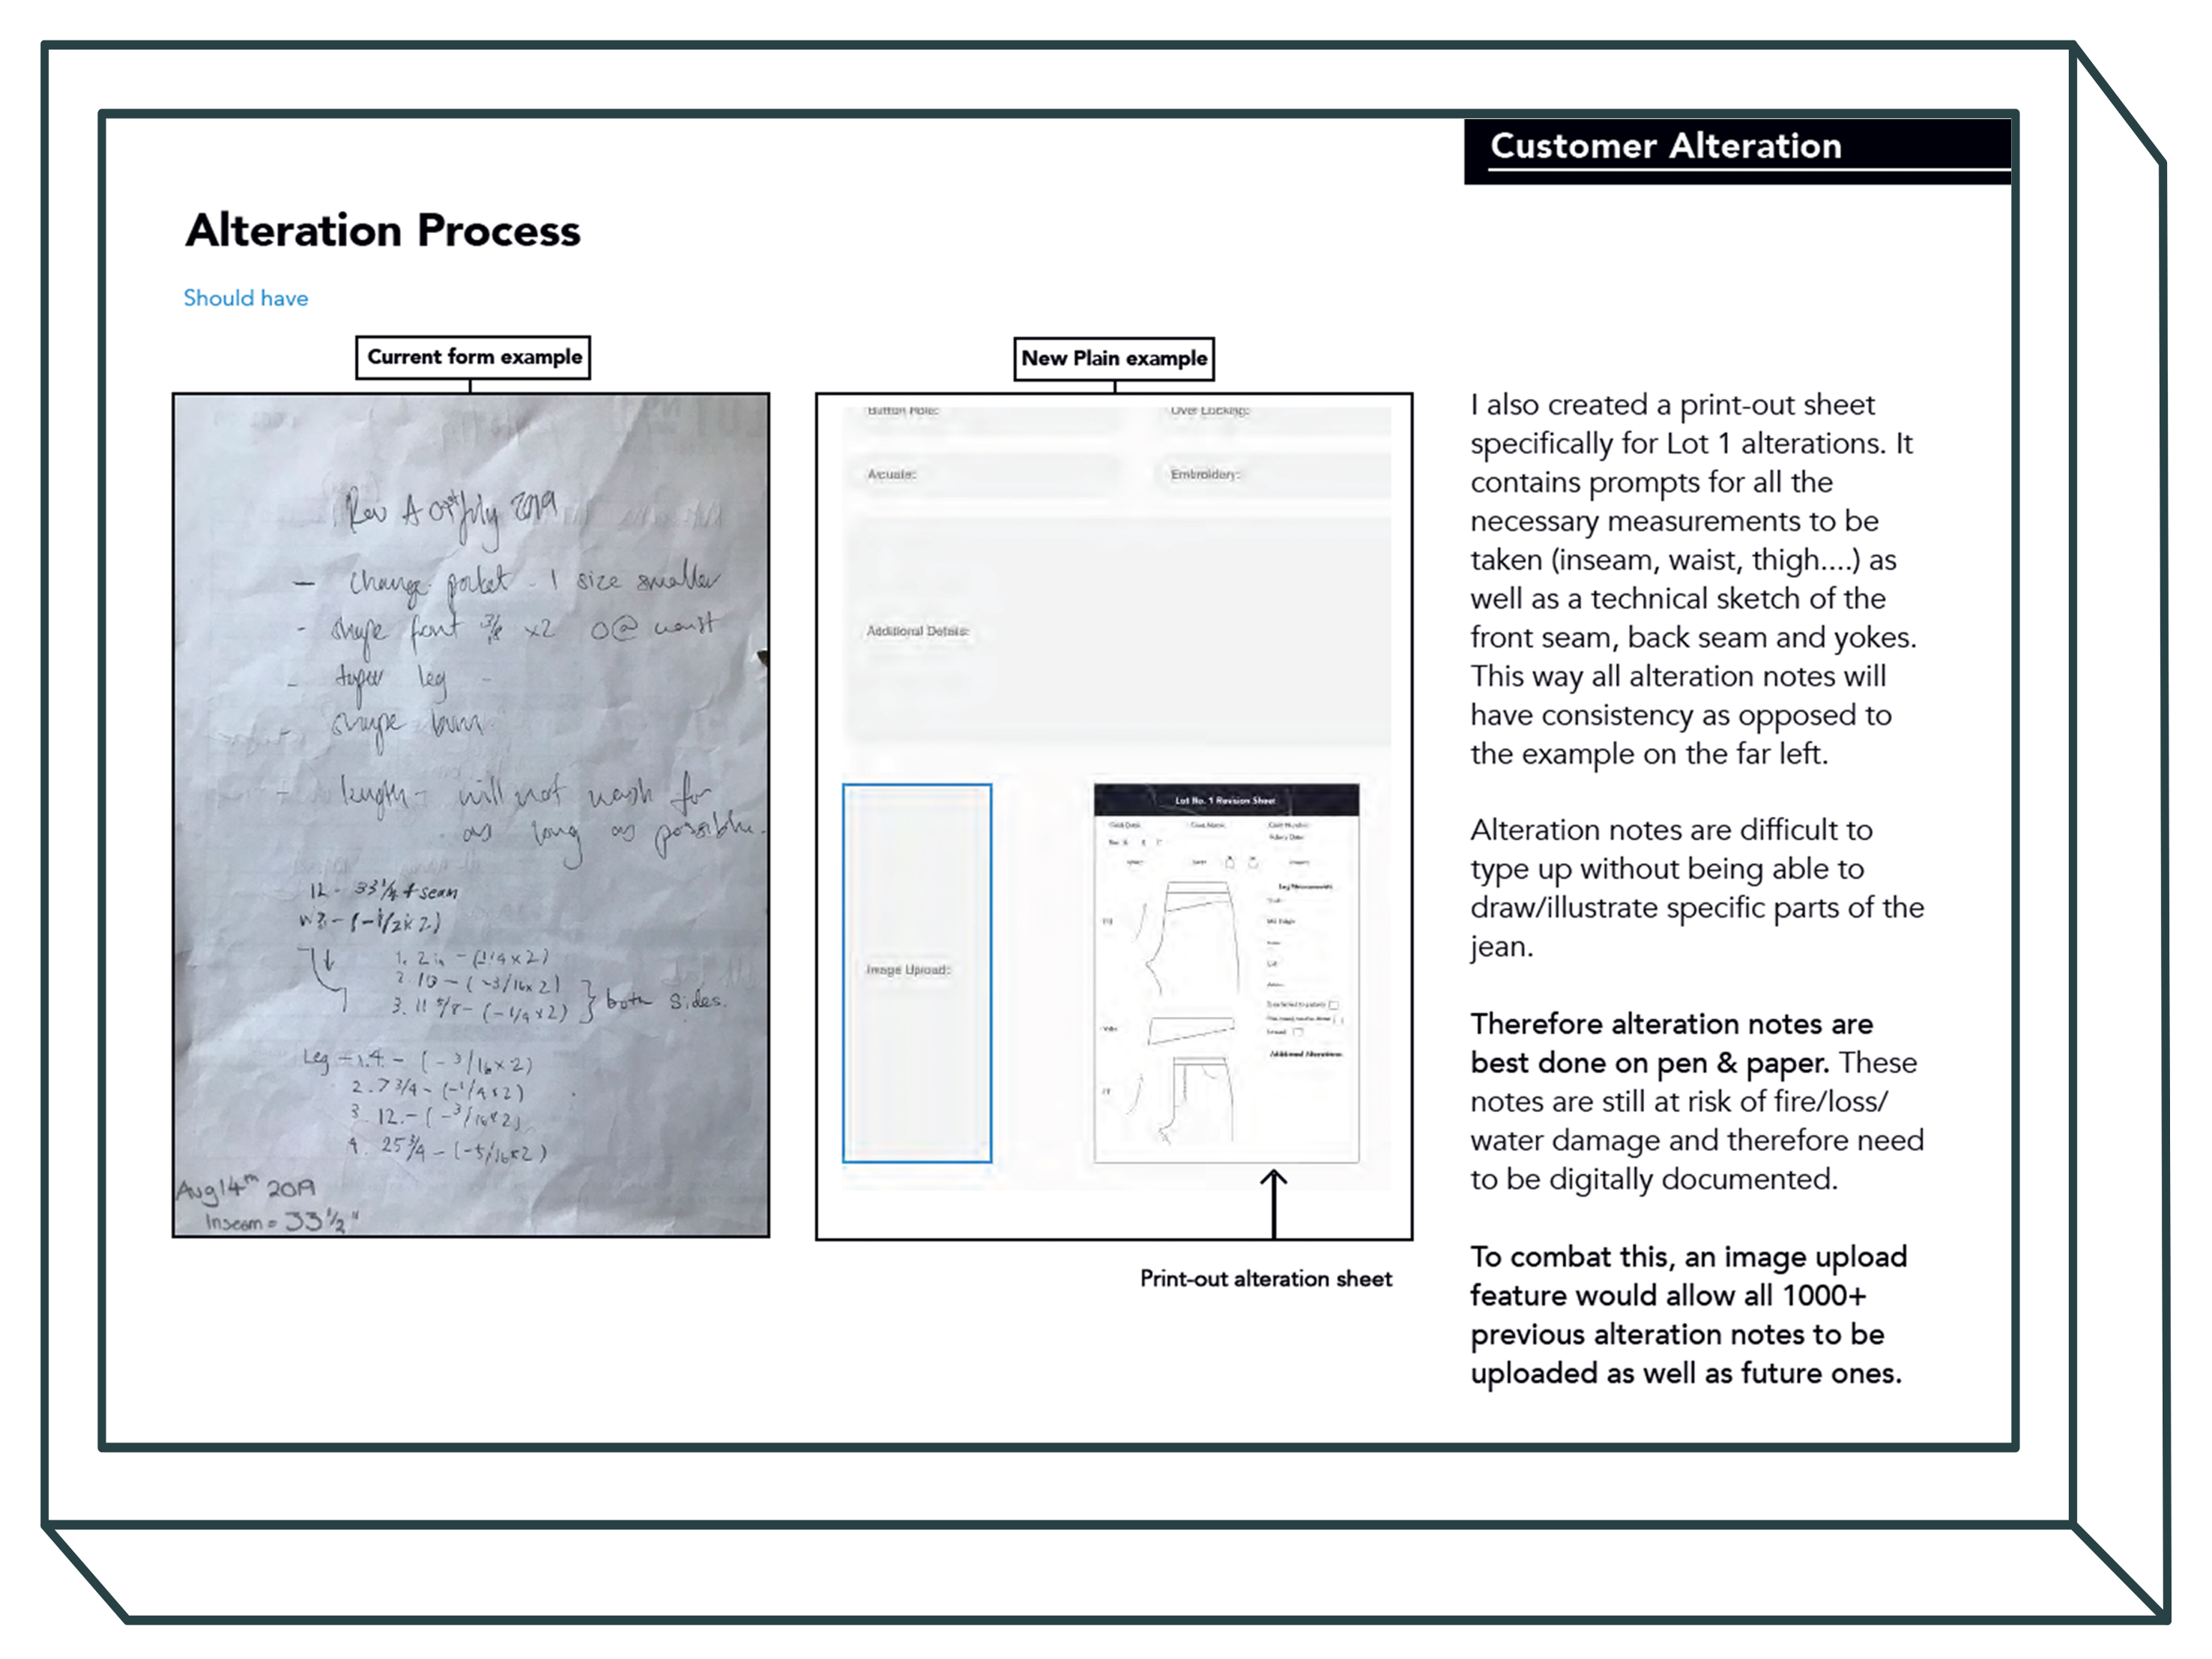 Customer Alteration
Alteration Process
Should have
Current form example
Rev A July 2019
— change pocket - 1 size smaller
- shape front 3/8 x2 0@ waist
- taper leg -
shape
- length - will not wash for
as long as possible.
33 1/2 + seam
(-1/2 x 2)
1. 2in - (1/4 x 2)
2. 10 - (-3/16 x 2)
3. 11 5/8 - (-1/4 x 2) } both sides.
Leg - 1.4 - (-3/16 x 2)
2. 7 3/4 - (-1/4 x 2)
3. 12 - (-3/16 x 2)
4. 25 3/4 - (-5/16 x 2)
Aug 14th 2019
Inseam = 33 1/2"
New Plain example
Button Hole: Over Locking:
Arcuate: Embroidery:
Additional Details:
Image Upload:
Lot No. 1 Revision Sheet
Leg Measurements
Additional Alterations
Print-out alteration sheet
I also created a print-out sheet
specifically for Lot 1 alterations. It
contains prompts for all the
necessary measurements to be
taken (inseam, waist, thigh....) as
well as a technical sketch of the
front seam, back seam and yokes.
This way all alteration notes will
have consistency as opposed to
the example on the far left.
Alteration notes are difficult to
type up without being able to
draw/illustrate specific parts of the
jean.
Therefore alteration notes are
best done on pen & paper. These
notes are still at risk of fire/loss/
water damage and therefore need
to be digitally documented.
To combat this, an image upload
feature would allow all 1000+
previous alteration notes to be
uploaded as well as future ones.